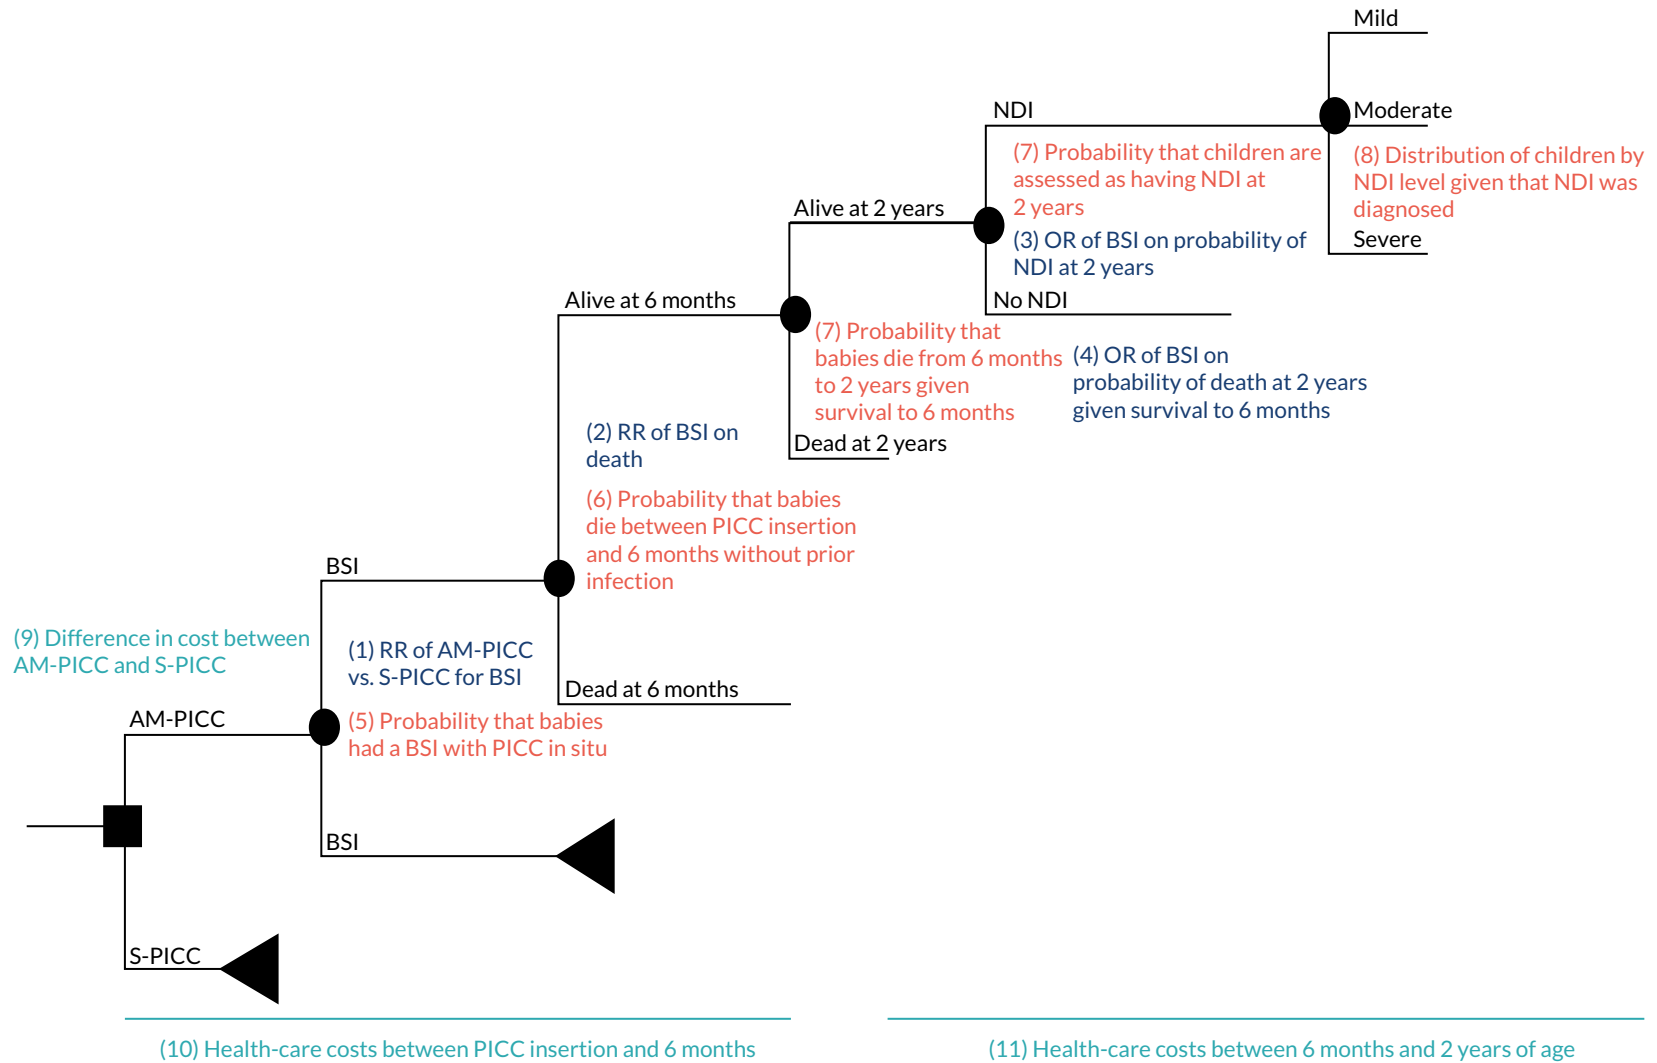 Mild
NDI
Moderate
(7) Probability that children are
assessed as having NDI at
2 years
(8) Distribution of children by
NDI level given that NDI was
diagnosed
Alive at 2 years
(3) OR of BSI on probability of
NDI at 2 years
Severe
Alive at 6 months
No NDI
(7) Probability that
babies die from 6 months
to 2 years given
survival to 6 months
(4) OR of BSI on
probability of death at 2 years
given survival to 6 months
(2) RR of BSI on
death
Dead at 2 years
(6) Probability that babies
die between PICC insertion
and 6 months without prior
infection
BSI
(9) Difference in cost between
AM-PICC and S-PICC
(1) RR of AM-PICC
vs. S-PICC for BSI
Dead at 6 months
AM-PICC
(5) Probability that babies
had a BSI with PICC in situ
BSI
S-PICC
(10) Health-care costs between PICC insertion and 6 months
(11) Health-care costs between 6 months and 2 years of age